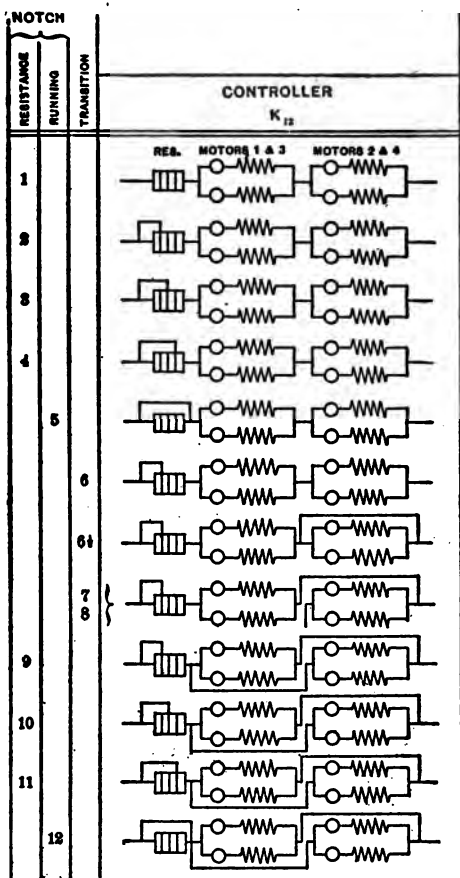 NOTCH
RESISTANCE
RUNNING
TRANSITION
CONTROLLER
K12
RES. MOTORS 1 & 3 MOTORS 2 & 4
1
2
3
4
5
6
6½
7
8
9
10
11
12